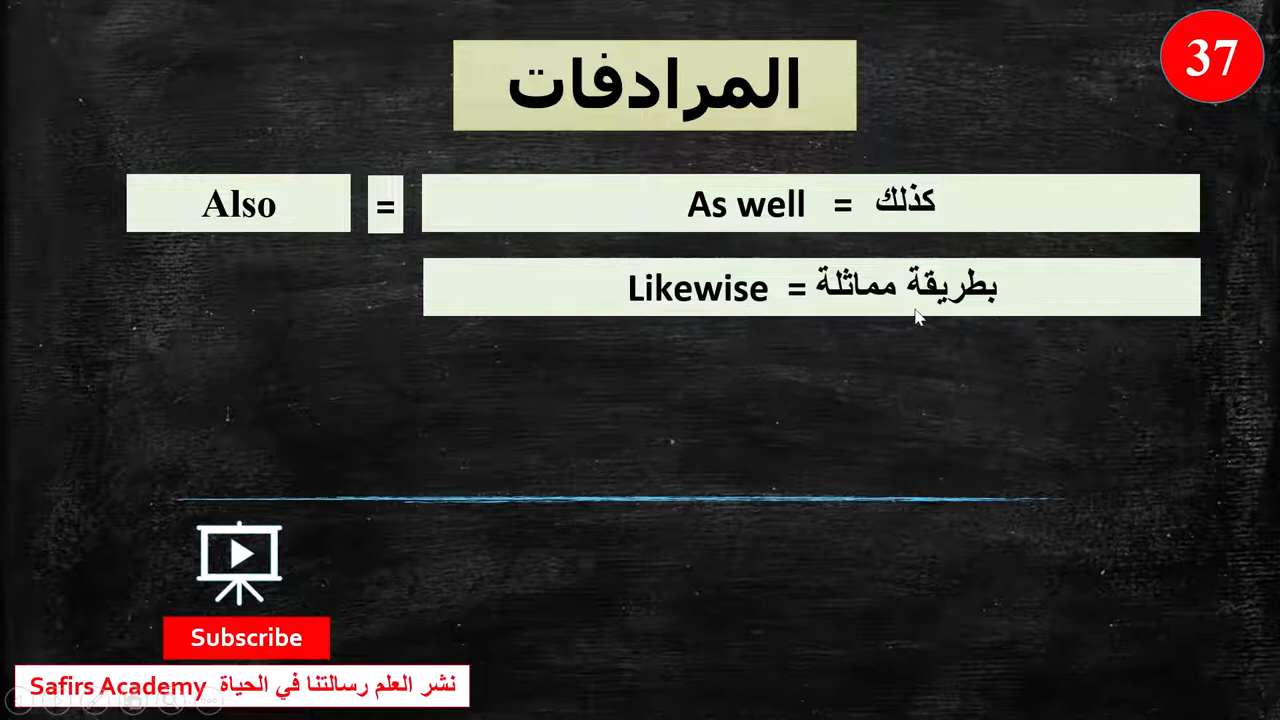 37
المرادفات
Also = As well = كذلك
Likewise = بطريقة مماثلة
Subscribe
Safirs Academy نشر العلم رسالتنا في الحياة